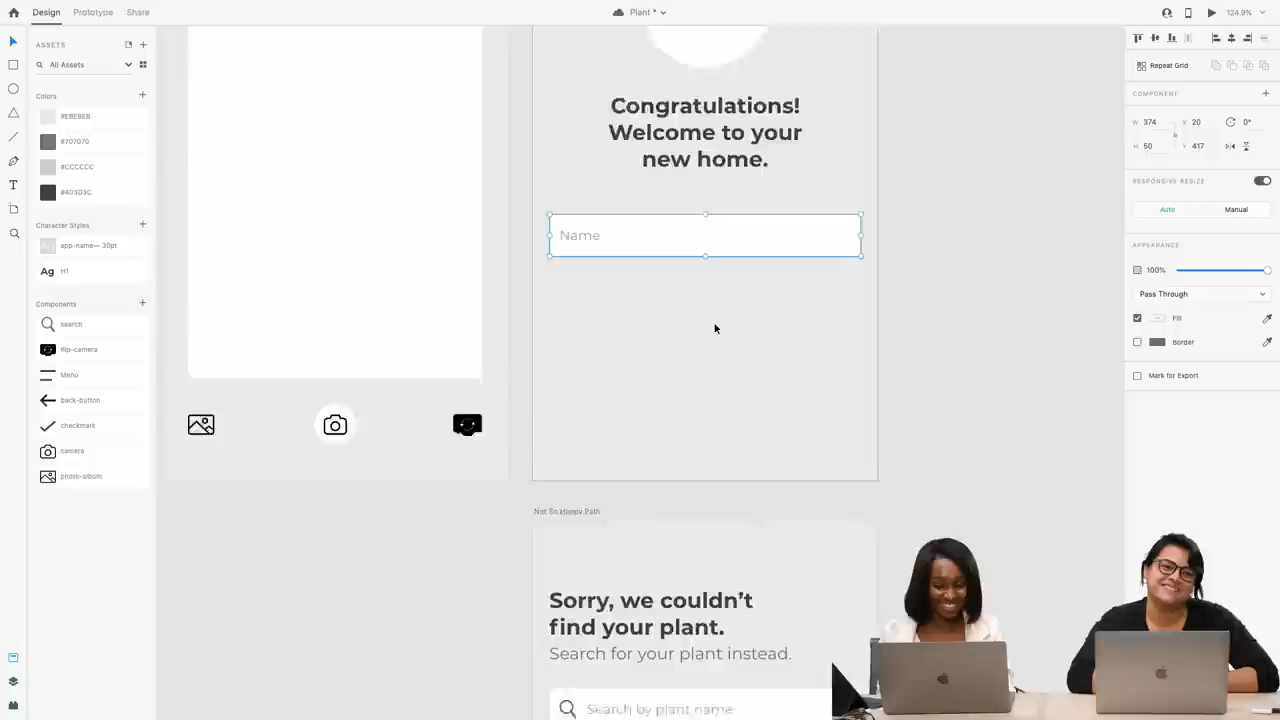 Design Prototype Share
Plant *
124.9%
ASSETS
All Assets
Colors
#EBEBEB
#707070
#CCCCCC
#403D3C
Character Styles
app-name— 30pt
Ag H1
Components
search
flip-camera
Menu
back-button
checkmark
camera
photo-album
Congratulations!
Welcome to your
new home.
Name
Not So Happy Path
Sorry, we couldn’t
find your plant.
Search for your plant instead.
Search by plant name
Repeat Grid
COMPONENT
W 374 X 20 0°
H 50 Y 417
RESPONSIVE RESIZE
Auto Manual
APPEARANCE
100%
Pass Through
Fill
Border
Mark for Export